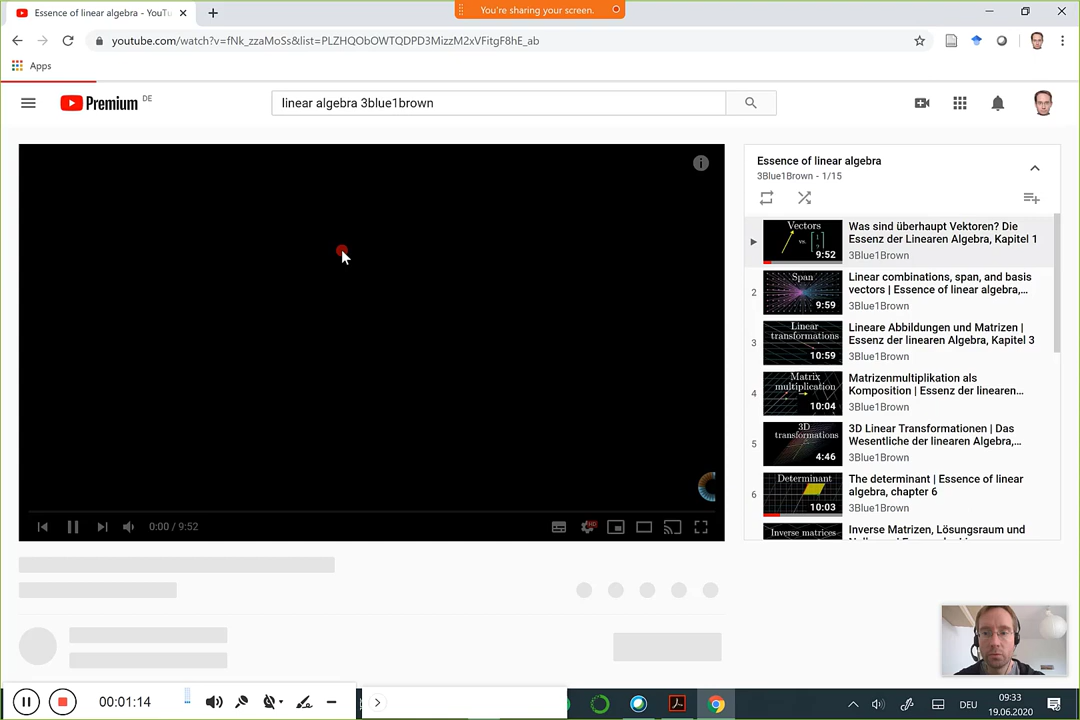 Essence of linear algebra - YouTu
You're sharing your screen.
youtube.com/watch?v=fNk_zzaMoSs&list=PLZHQObOWTQDPD3MizzM2xVFitgF8hE_ab
Apps
Premium DE
linear algebra 3blue1brown
Essence of linear algebra
3Blue1Brown - 1/15
Vectors
vs.
9:52
Was sind überhaupt Vektoren? Die
Essenz der Linearen Algebra, Kapitel 1
3Blue1Brown
2
Span
9:59
Linear combinations, span, and basis
vectors | Essence of linear algebra,...
3Blue1Brown
3
Linear
transformations
10:59
Lineare Abbildungen und Matrizen |
Essenz der linearen Algebra, Kapitel 3
3Blue1Brown
4
Matrix
multiplication
10:04
Matrizenmultiplikation als
Komposition | Essenz der linearen...
3Blue1Brown
5
3D
transformations
4:46
3D Linear Transformationen | Das
Wesentliche der linearen Algebra,...
3Blue1Brown
6
Determinant
10:03
The determinant | Essence of linear
algebra, chapter 6
3Blue1Brown
Inverse matrices
Inverse Matrizen, Lösungsraum und
0:00 / 9:52
HD
00:01:14
DEU
09:33
19.06.2020